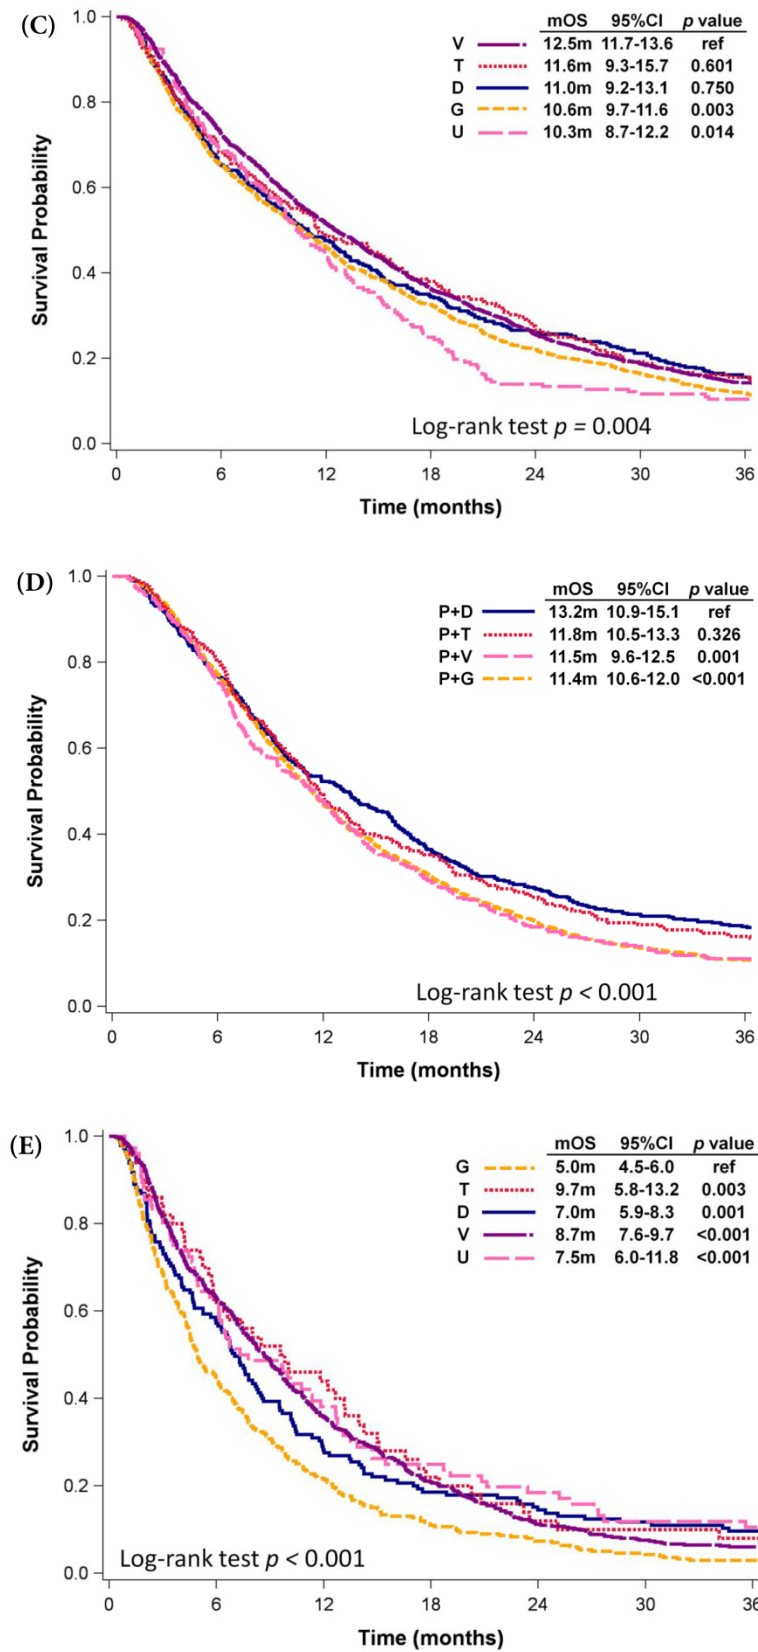 (C)
mOS 95%CI p value
V 12.5m 11.7-13.6 ref
T 11.6m 9.3-15.7 0.601
D 11.0m 9.2-13.1 0.750
G 10.6m 9.7-11.6 0.003
U 10.3m 8.7-12.2 0.014
Survival Probability
1.0
0.8
0.6
0.4
0.2
0.0
Log-rank test p = 0.004
0 6 12 18 24 30 36
Time (months)
(D)
mOS 95%CI p value
P+D 13.2m 10.9-15.1 ref
P+T 11.8m 10.5-13.3 0.326
P+V 11.5m 9.6-12.5 0.001
P+G 11.4m 10.6-12.0 <0.001
Survival Probability
1.0
0.8
0.6
0.4
0.2
0.0
Log-rank test p < 0.001
0 6 12 18 24 30 36
Time (months)
(E)
mOS 95%CI p value
G 5.0m 4.5-6.0 ref
T 9.7m 5.8-13.2 0.003
D 7.0m 5.9-8.3 0.001
V 8.7m 7.6-9.7 <0.001
U 7.5m 6.0-11.8 <0.001
Survival Probability
1.0
0.8
0.6
0.4
0.2
0.0
Log-rank test p < 0.001
0 6 12 18 24 30 36
Time (months)